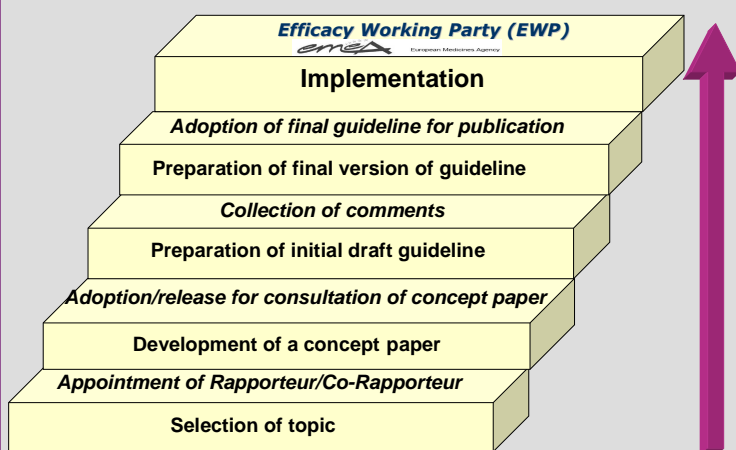 Efficacy Working Party (EWP)
emeA European Medicines Agency
Implementation
Adoption of final guideline for publication
Preparation of final version of guideline
Collection of comments
Preparation of initial draft guideline
Adoption/release for consultation of concept paper
Development of a concept paper
Appointment of Rapporteur/Co-Rapporteur
Selection of topic